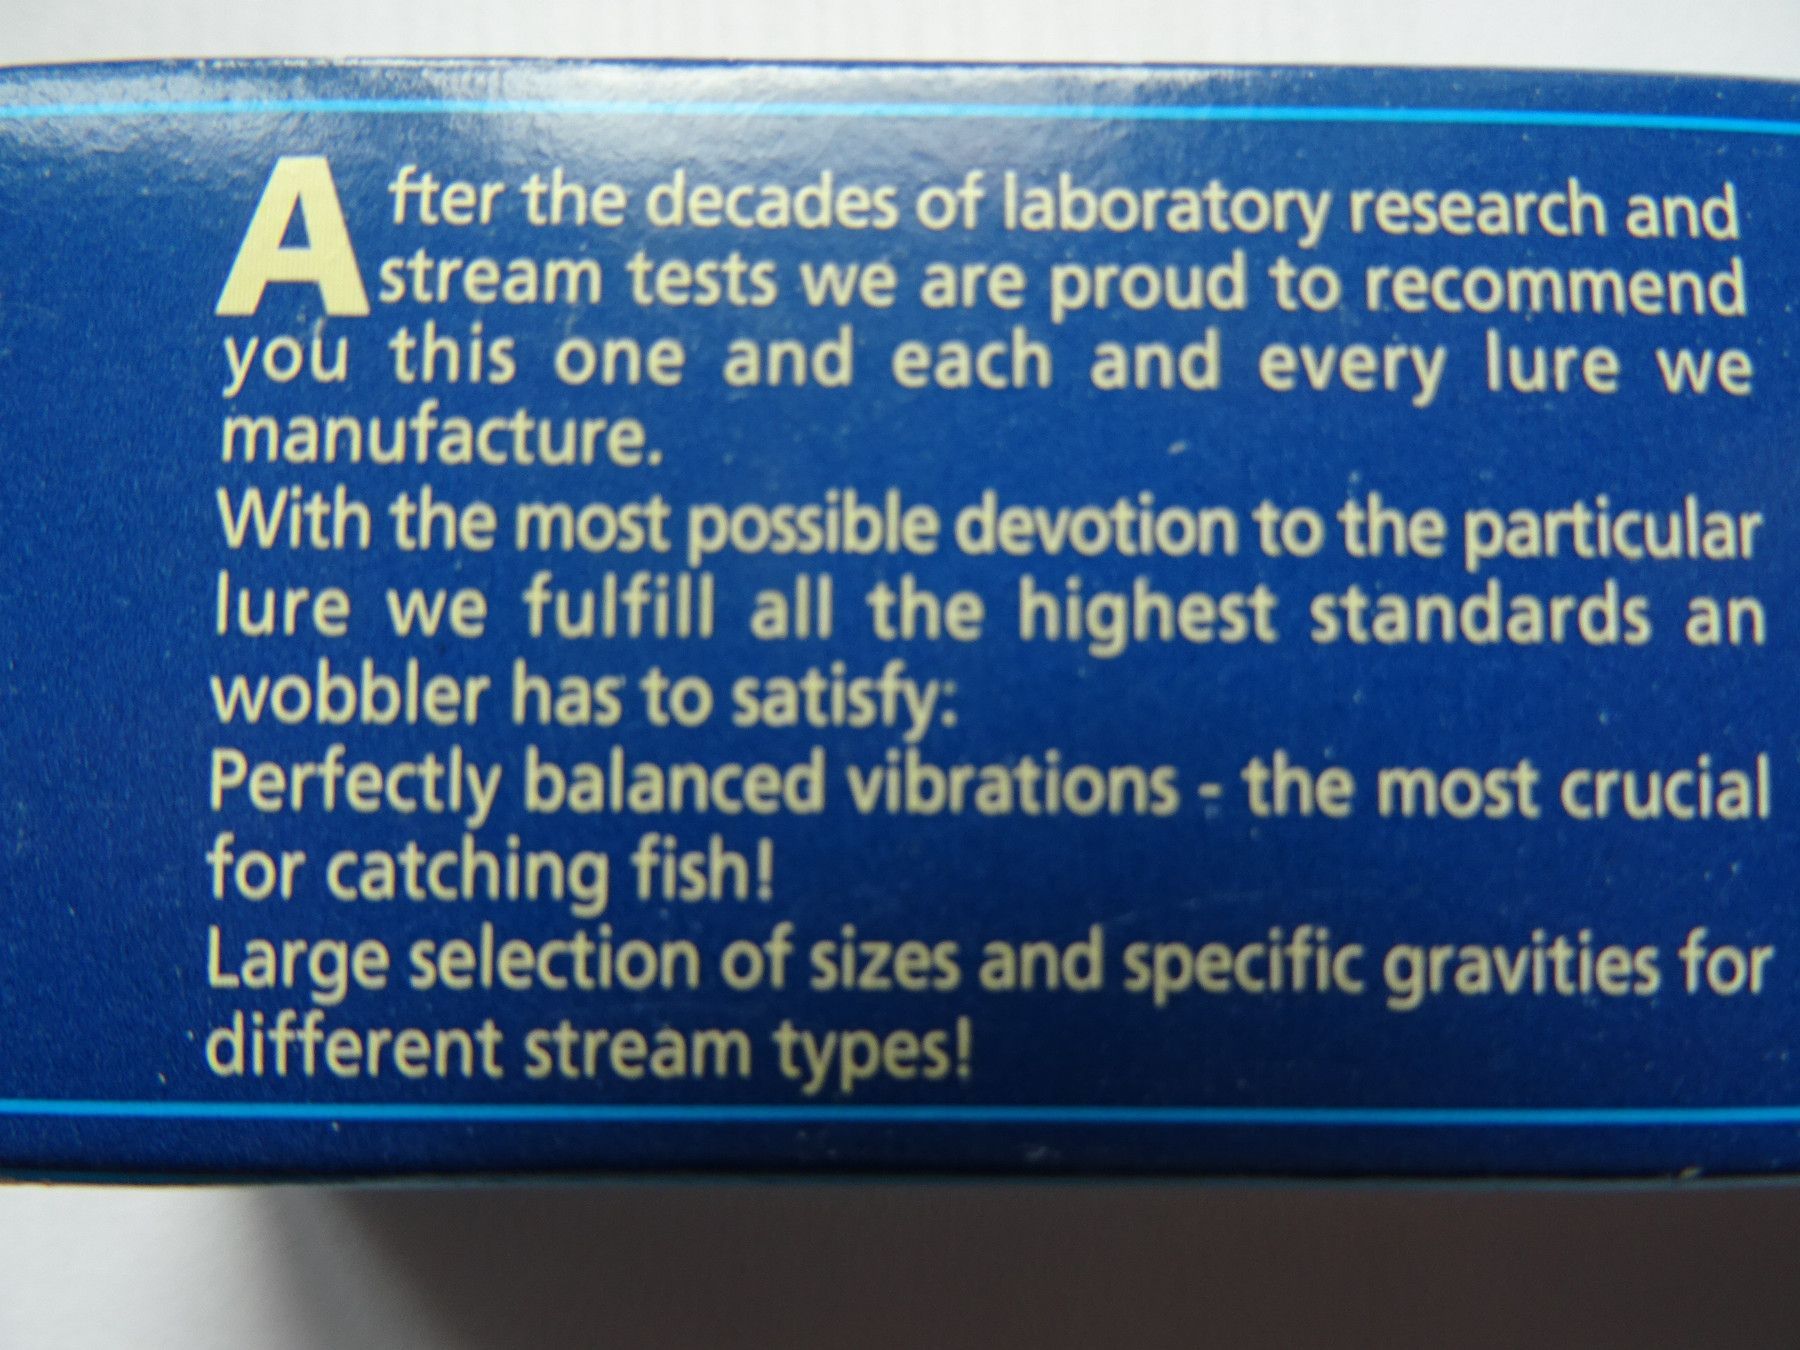 After the decades of laboratory research and
stream tests we are proud to recommend
you this one and each and every lure we
manufacture.
With the most possible devotion to the particular
lure we fulfill all the highest standards an
wobbler has to satisfy:
Perfectly balanced vibrations - the most crucial
for catching fish!
Large selection of sizes and specific gravities for
different stream types!